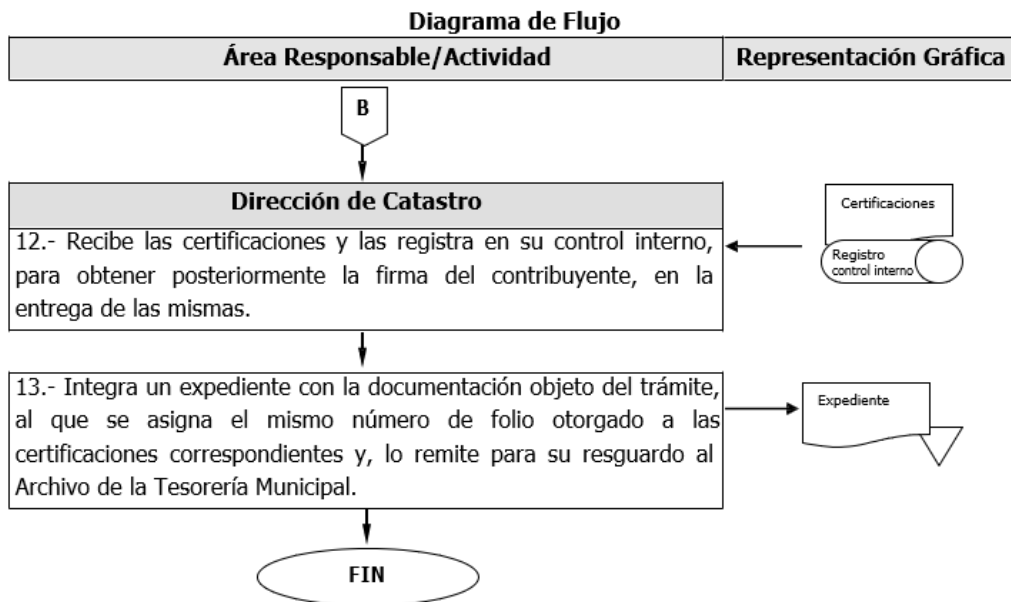 Diagrama de Flujo
Área Responsable/Actividad
Representación Gráfica
B
Dirección de Catastro
12.- Recibe las certificaciones y las registra en su control interno,
para obtener posteriormente la firma del contribuyente, en la
entrega de las mismas.
Certificaciones
Registro
control interno
13.- Integra un expediente con la documentación objeto del trámite,
al que se asigna el mismo número de folio otorgado a las
certificaciones correspondientes y, lo remite para su resguardo al
Archivo de la Tesorería Municipal.
Expediente
FIN